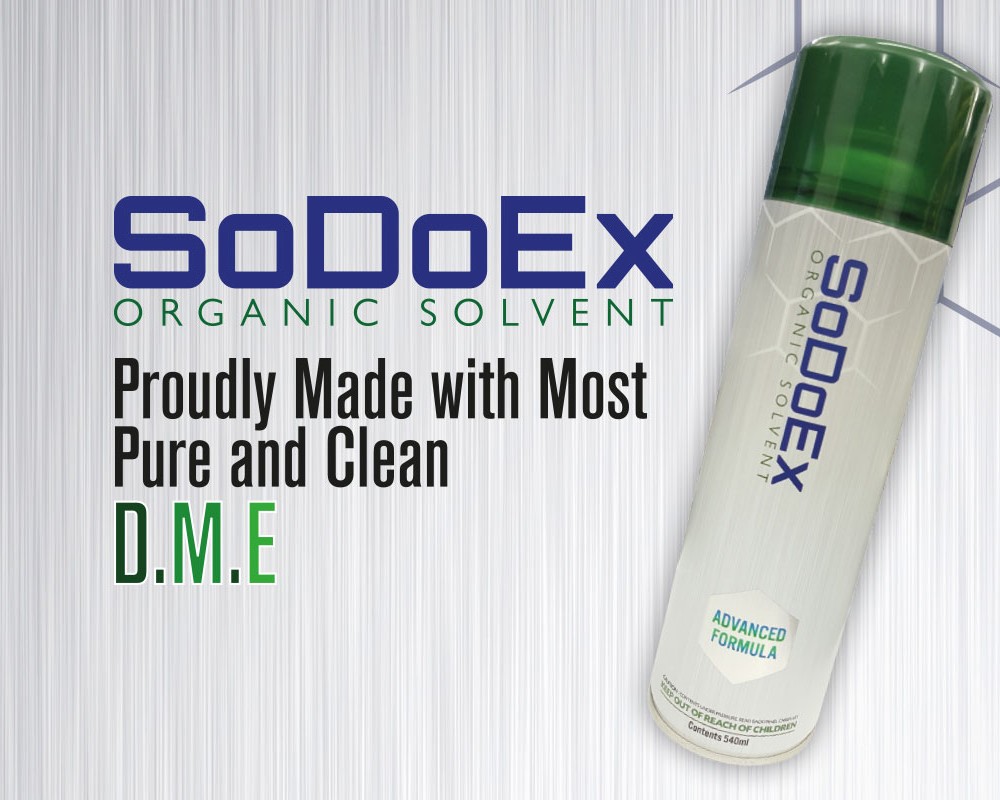 SoDoEx
ORGANIC SOLVENT
Proudly Made with Most
Pure and Clean
D.M.E
SoDoEx
ORGANIC SOLVENT
ADVANCED
FORMULA
KEEP OUT OF REACH OF CHILDREN
Contents 540ml